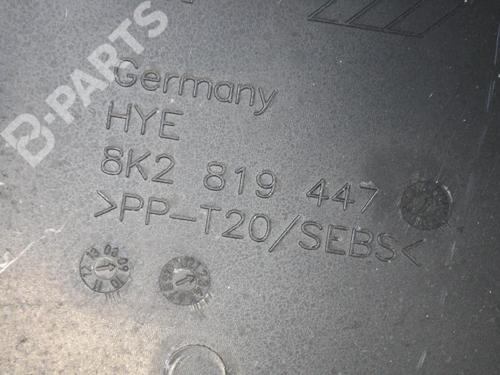 B-PARTS
Germany
HYE
8K2 819 447
>PP-T20/SEBS<